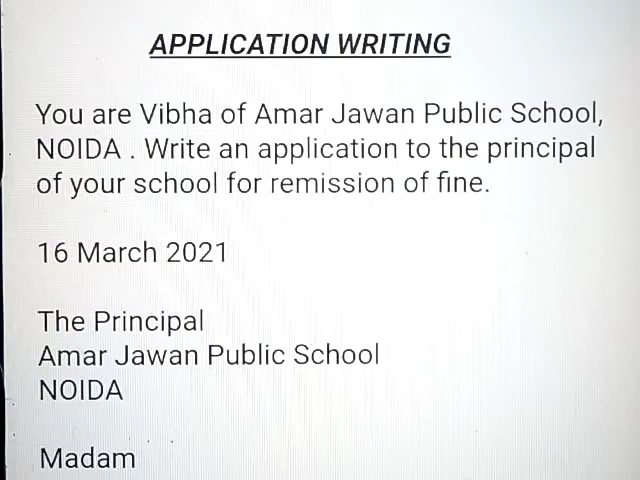 APPLICATION WRITING
You are Vibha of Amar Jawan Public School,
NOIDA . Write an application to the principal
of your school for remission of fine.
16 March 2021
The Principal
Amar Jawan Public School
NOIDA
Madam